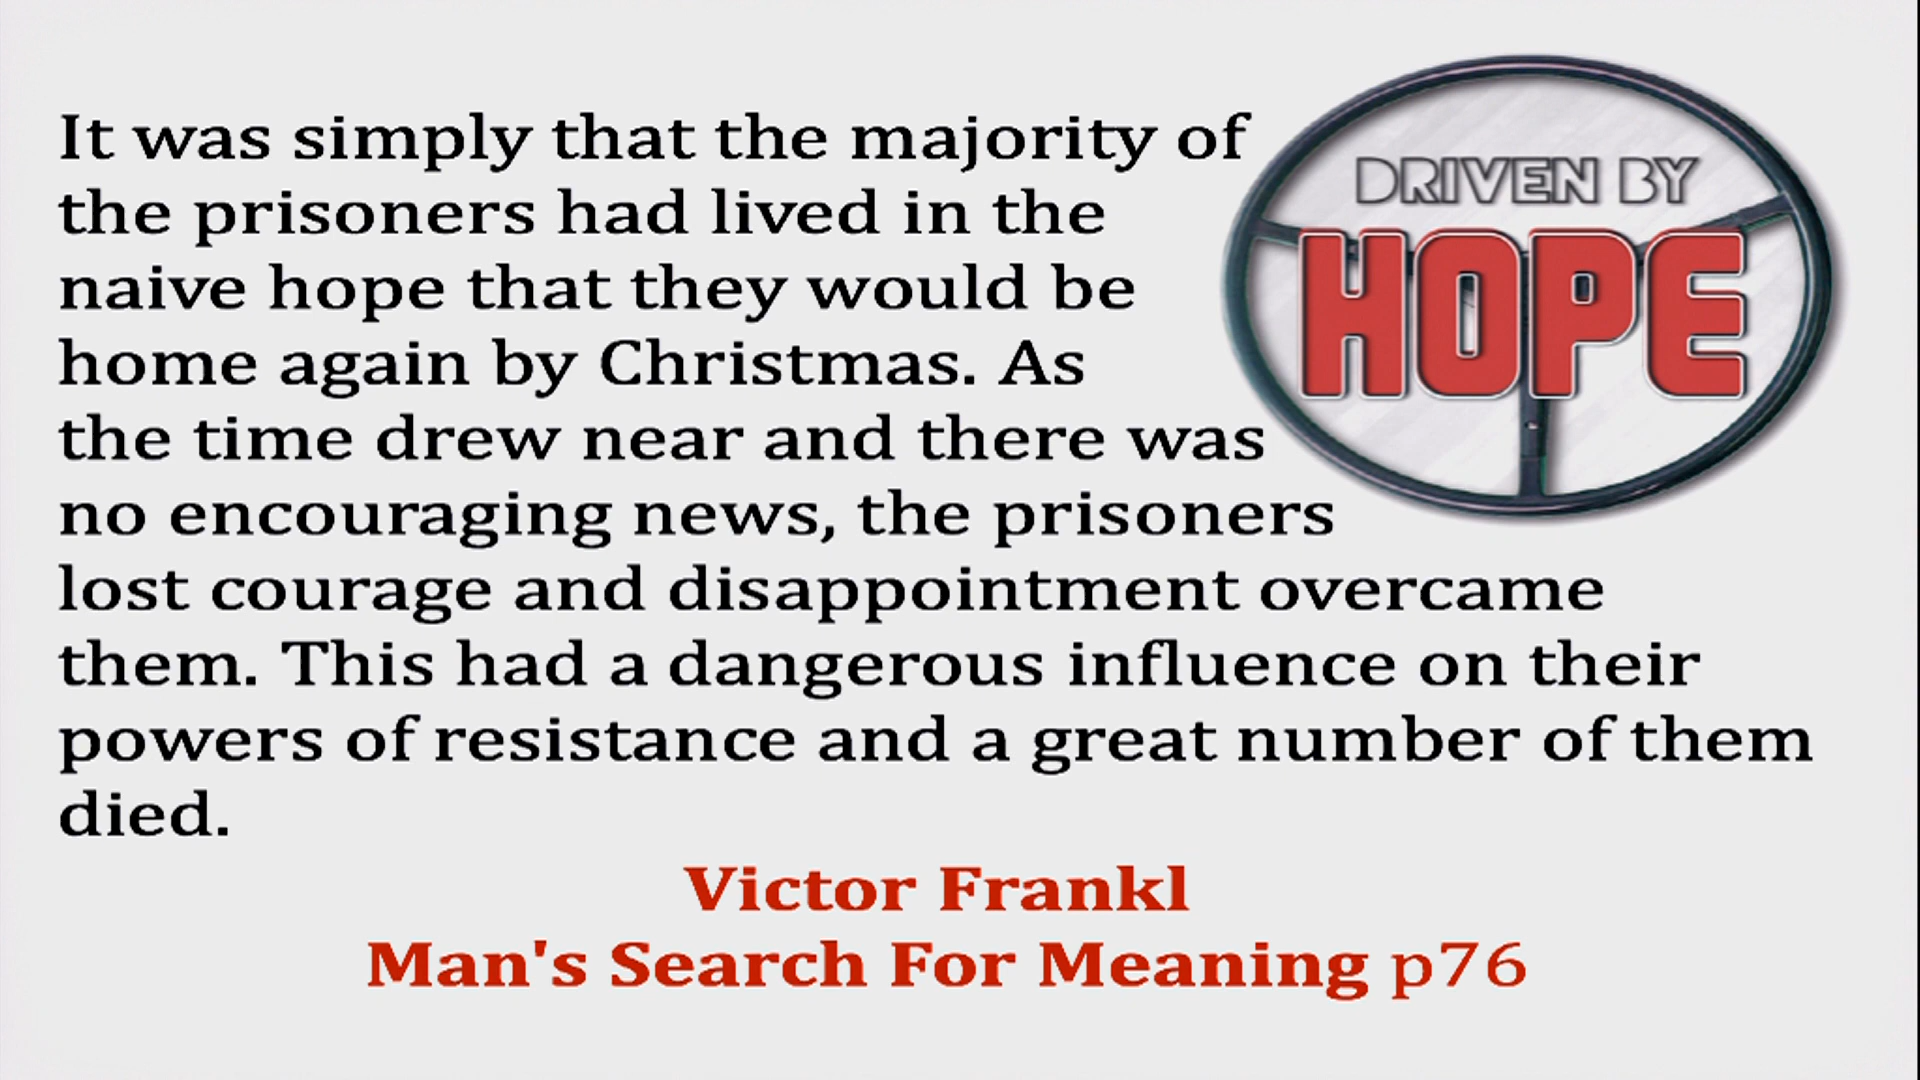 It was simply that the majority of
the prisoners had lived in the
naive hope that they would be
home again by Christmas. As
the time drew near and there was
no encouraging news, the prisoners
lost courage and disappointment overcame
them. This had a dangerous influence on their
powers of resistance and a great number of them
died.
Victor Frankl
Man's Search For Meaning p76
DRIVEN BY
HOPE